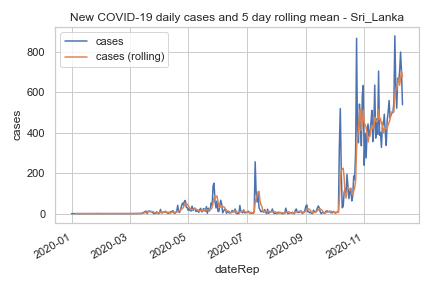 New COVID-19 daily cases and 5 day rolling mean - Sri_Lanka
cases
cases (rolling)
800
600
400
200
0
cases
2020-01
2020-03
2020-05
2020-07
2020-09
2020-11
dateRep